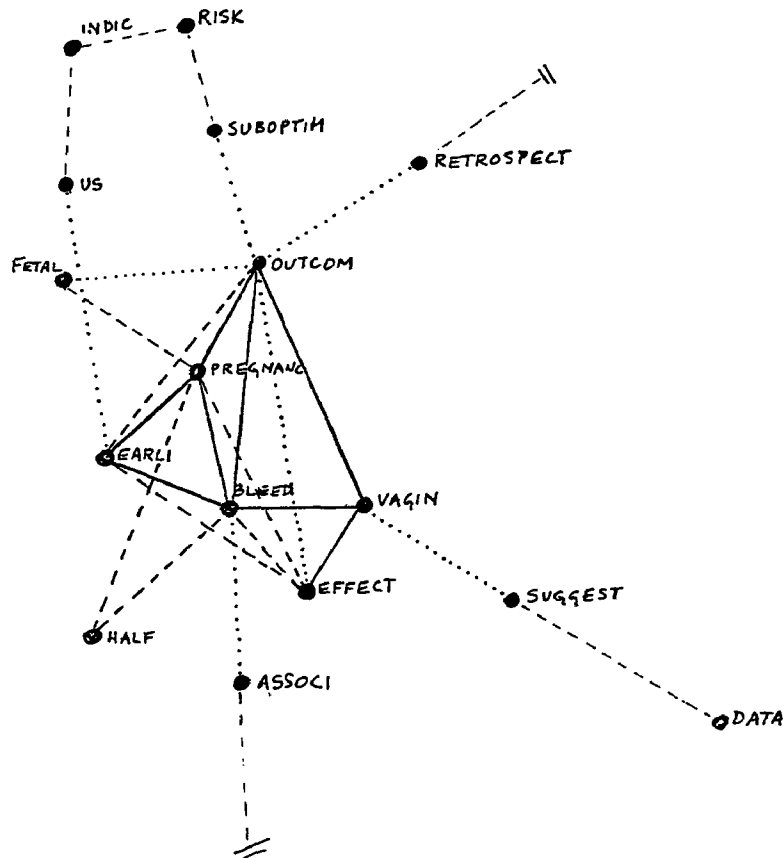 INDIC
RISK
SUBOPTIM
RETROSPECT
US
FETAL
OUTCOM
PREGNANC
EARLI
BLEED
VAGIN
EFFECT
SUGGEST
HALF
ASSOCI
DATA